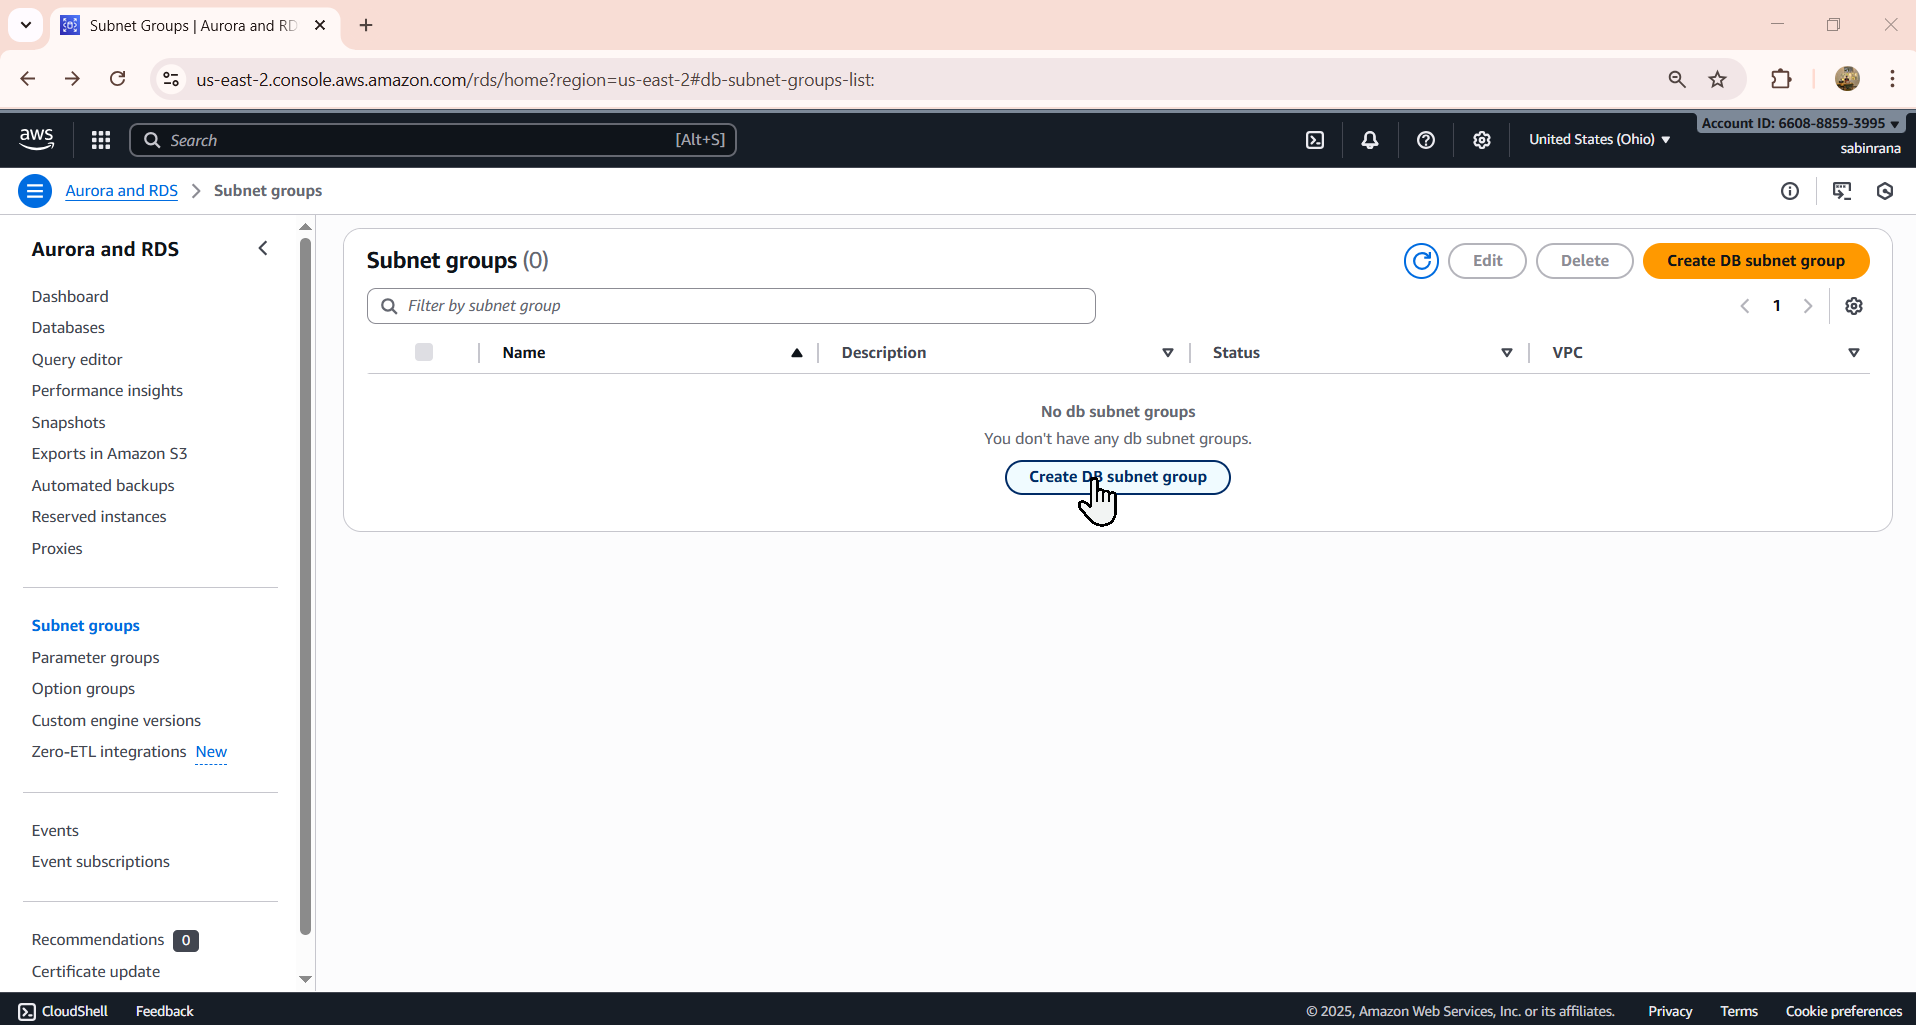 Subnet Groups | Aurora and RD
us-east-2.console.aws.amazon.com/rds/home?region=us-east-2#db-subnet-groups-list:
aws
Search [Alt+S]
United States (Ohio)
Account ID: 6608-8859-3995
sabinrana
Aurora and RDS > Subnet groups
Aurora and RDS
Dashboard
Databases
Query editor
Performance insights
Snapshots
Exports in Amazon S3
Automated backups
Reserved instances
Proxies
Subnet groups
Parameter groups
Option groups
Custom engine versions
Zero-ETL integrations New
Events
Event subscriptions
Recommendations 0
Certificate update
Subnet groups (0)
Edit
Delete
Create DB subnet group
Filter by subnet group
1
Name Description Status VPC
No db subnet groups
You don't have any db subnet groups.
Create DB subnet group
CloudShell Feedback
© 2025, Amazon Web Services, Inc. or its affiliates. Privacy Terms Cookie preferences